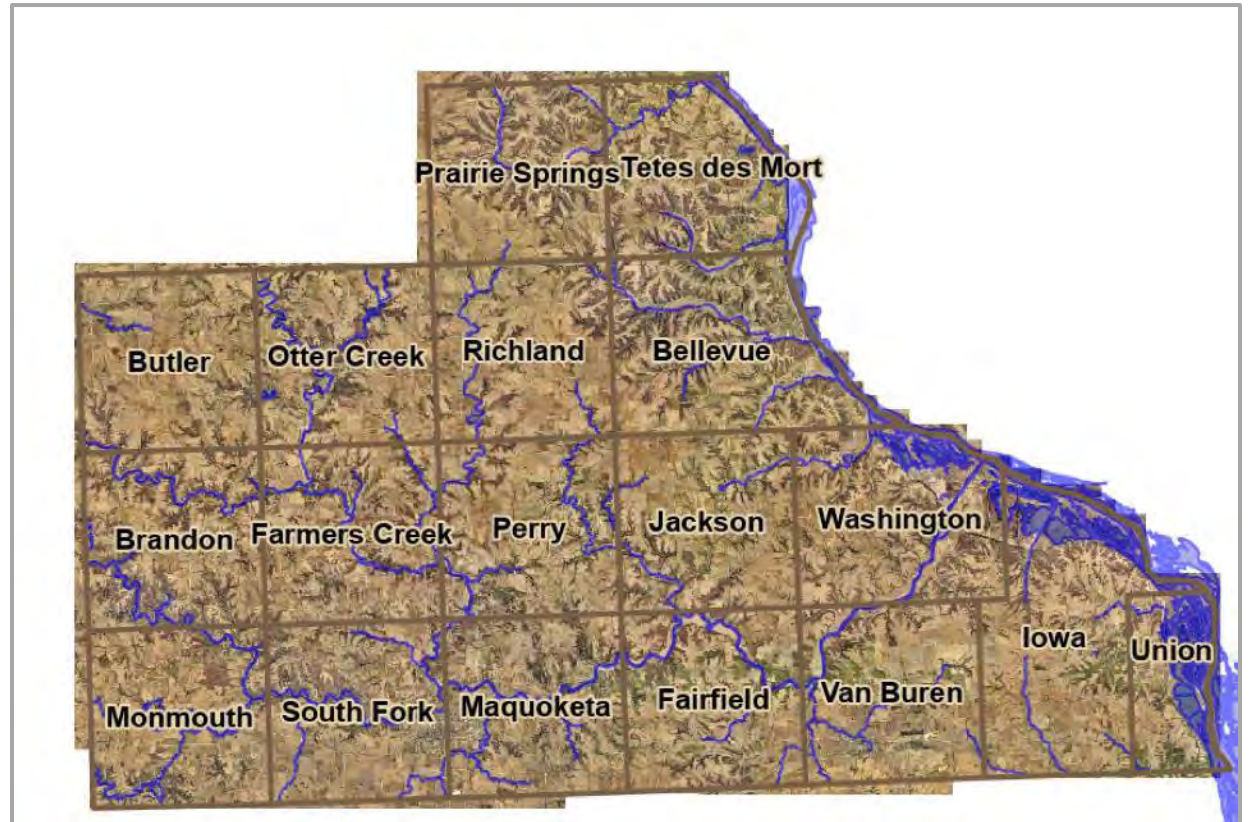 Prairie Springs
Tetes des Mort
Butler
Otter Creek
Richland
Bellevue
Brandon
Farmers Creek
Perry
Jackson
Washington
Monmouth
South Fork
Maquoketa
Fairfield
Van Buren
Iowa
Union